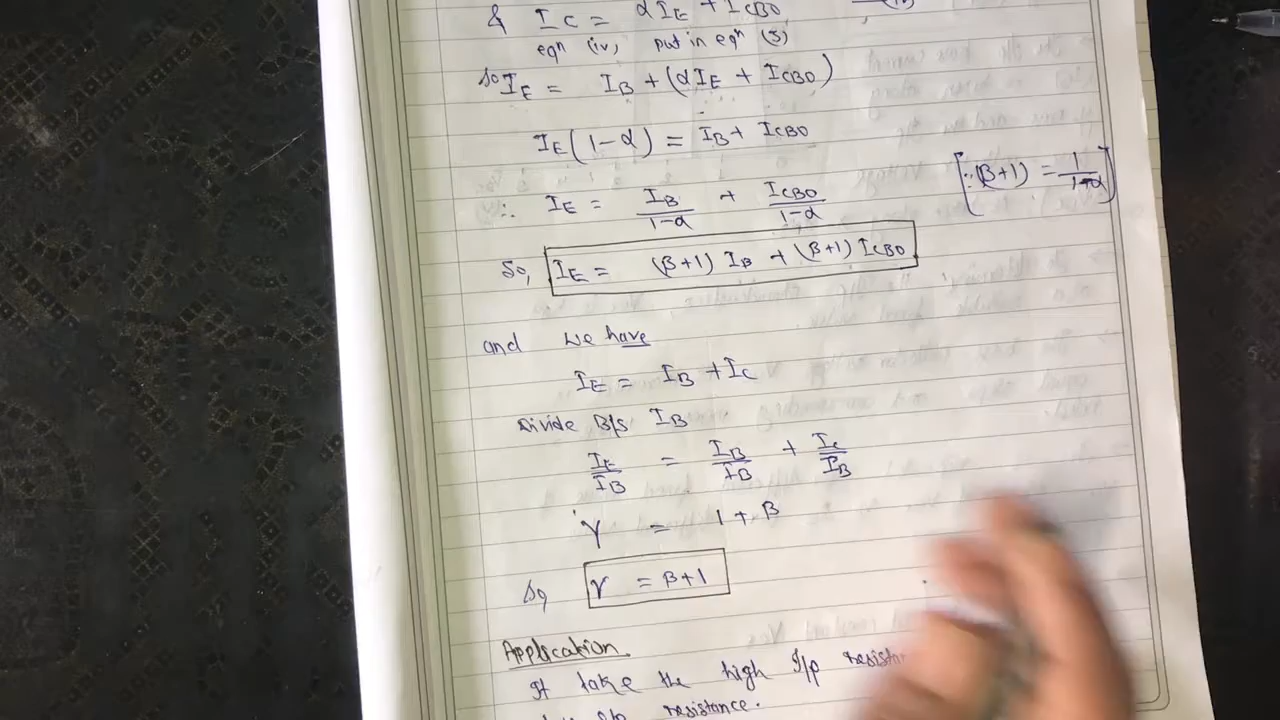 & IC = αIE + ICBO
eqn (iv) put in eqn (3)
So IE = IB + (αIE + ICBO)
IE(1-α) = IB + ICBO
∴ IE = IB/1-α + ICBO/1-α [∵(β+1) = 1/1-α]
So, IE = (β+1) IB + (β+1) ICBO
and we have
IE = IB + IC
Divide B/s IB
IE/IB = IB/IB + IC/IB
γ = 1 + β
So γ = β+1
Application
It take the high I/p
resistance.